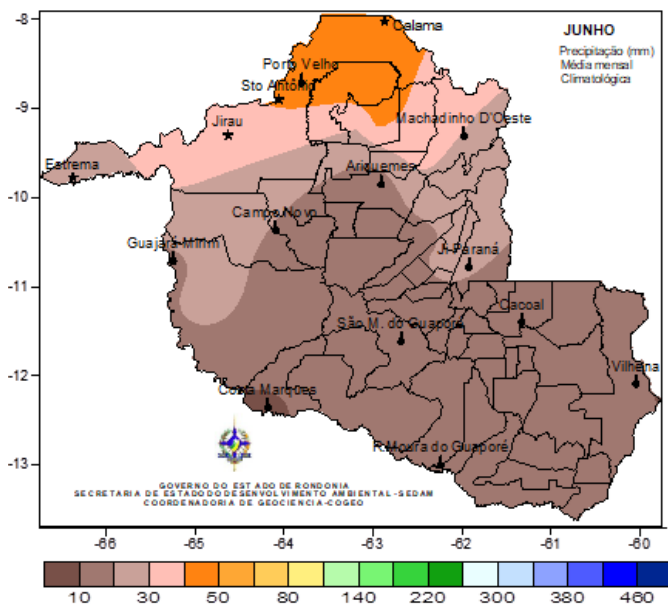 JUNHO
Precipitação (mm)
Média mensal
Climatológica
-8
-9
-10
-11
-12
-13
Calama
Porto Velho
Sto Antônio
Machadinho D'Oeste
Jirau
Estrema
Ariquemes
Campo Novo
Guajará-Mirim
Ji-Paraná
Cacoal
São M. do Guaporé
Vilhena
Costa Marques
R.Moura do Guaporé
GOVERNO DO ESTADO DE RONDONIA
SECRETARIA DE ESTADO DO DESENVOLVIMENTO AMBIENTAL -SEDAM
COORDENADORIA DE GEOCIENCIA-COGEO
-66 -65 -64 -63 -62 -61 -60
10 30 50 80 140 220 300 380 460